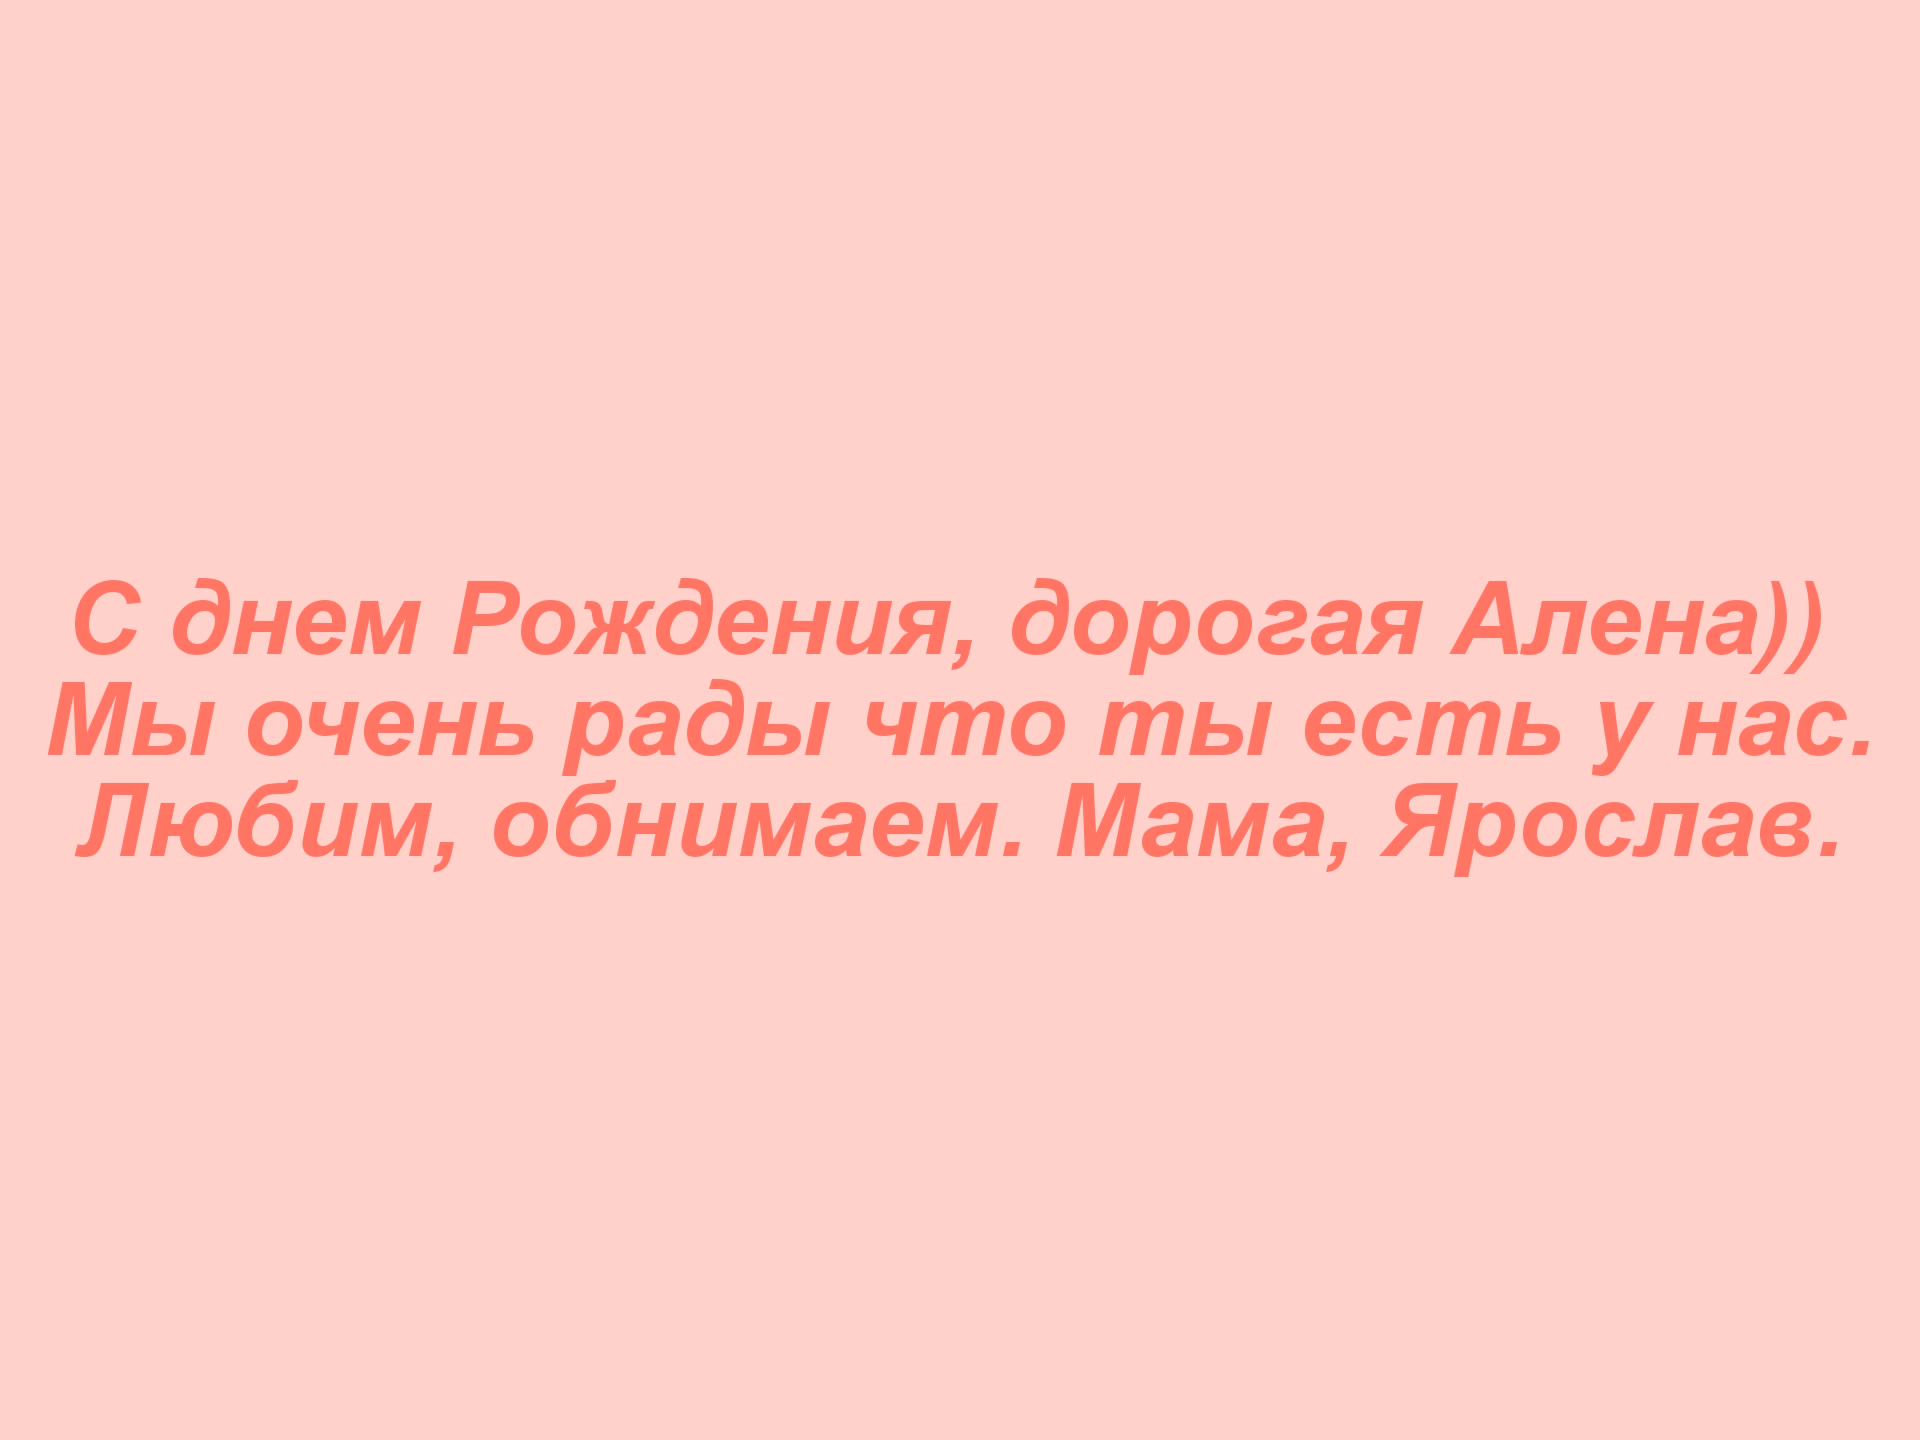 С днем Рождения, дорогая Алена))
Мы очень рады что ты есть у нас.
Любим, обнимаем. Мама, Ярослав.